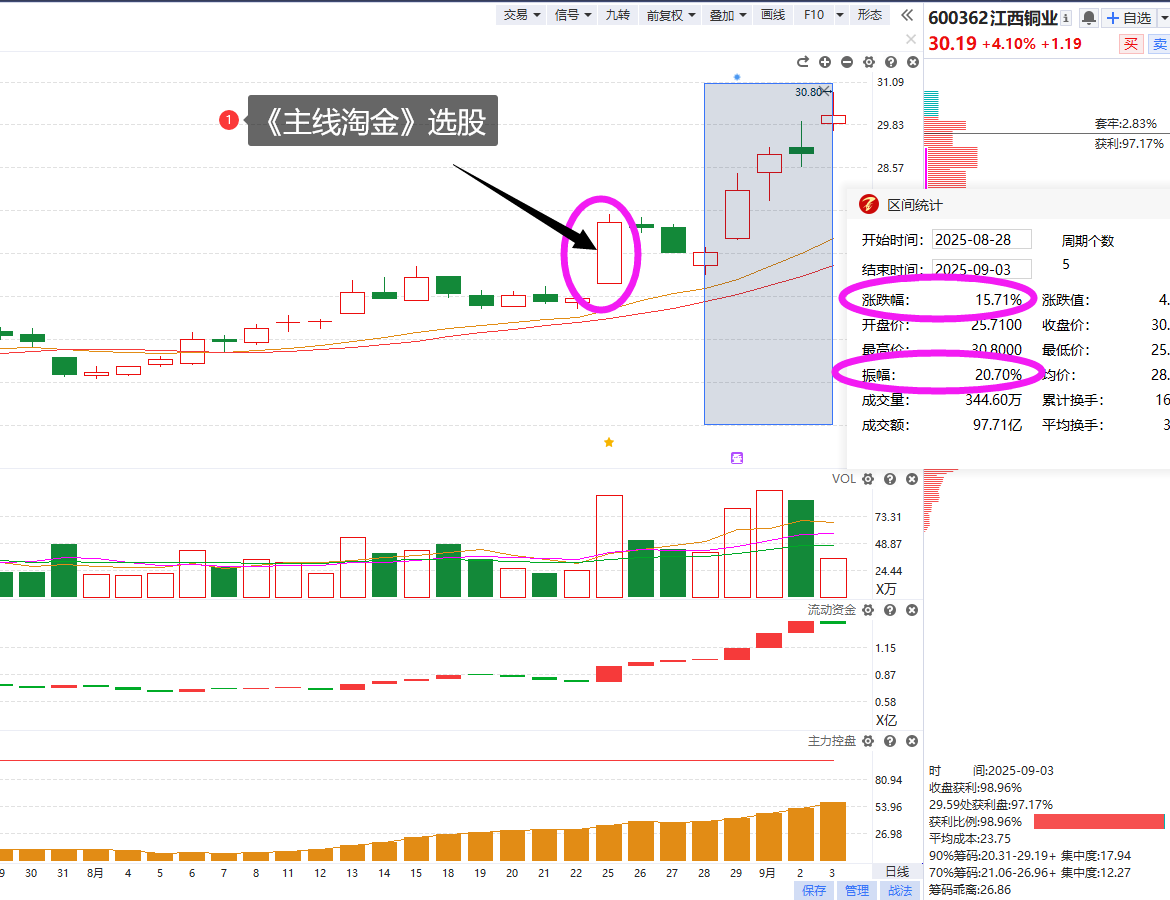 交易 信号 九转 前复权 叠加 画线 F10 形态
600362江西铜业 自选
30.19 +4.10% +1.19 买 卖
31.09
30.80
29.83
28.57
1
《主线淘金》选股
套牢:2.83%
获利:97.17%
区间统计
开始时间: 2025-08-28 周期个数
结束时间: 2025-09-03 5
涨跌幅: 15.71% 涨跌值: 4.
开盘价: 25.7100 收盘价: 30.
最高价: 30.8000 最低价: 25.
振幅: 20.70% 均价: 28.
成交量: 344.60万 累计换手: 16
成交额: 97.71亿 平均换手: 3
VOL
73.31
48.87
24.44
X万
流动资金
1.15
0.87
0.58
X亿
主力控盘
80.94
53.96
26.98
时 间:2025-09-03
收盘获利:98.96%
29.59处获利盘:97.17%
获利比例:98.96%
平均成本:23.75
90%筹码:20.31-29.19+ 集中度:17.94
70%筹码:21.06-26.96+ 集中度:12.27
筹码乖离:26.86
9 30 31 8月 4 5 6 7 8 11 12 13 14 15 18 19 20 21 22 25 26 27 28 29 9月 2 3 日线
保存 管理 战法